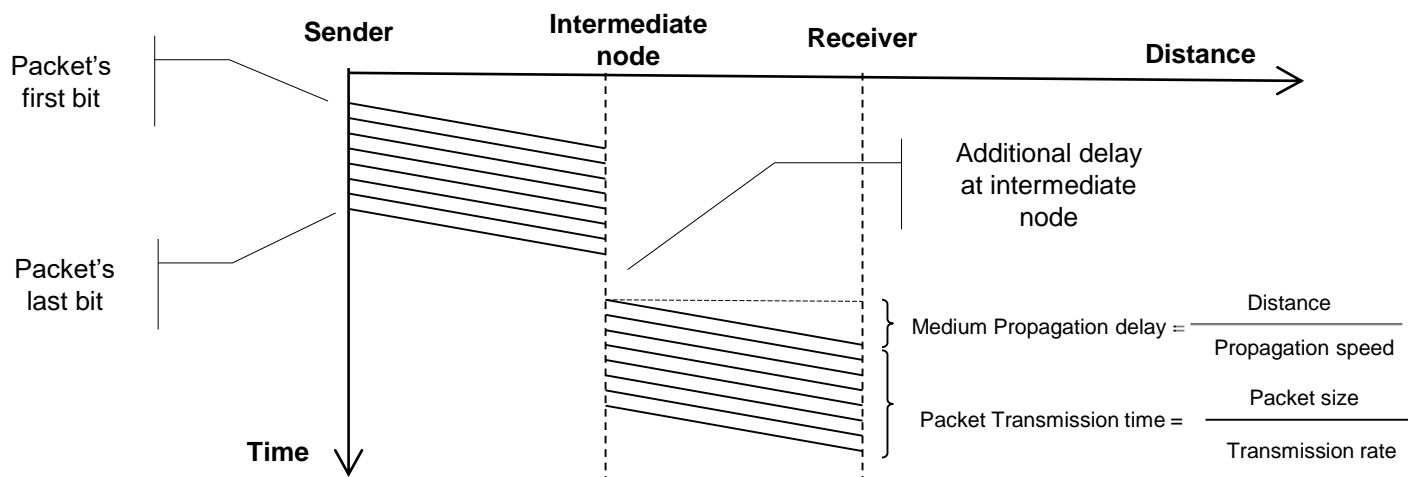 Sender
Intermediate
node
Receiver
Distance
Packet's
first bit
Additional delay
at intermediate
node
Packet's
last bit
Medium Propagation delay =
Distance
Propagation speed
Packet Transmission time =
Packet size
Transmission rate
Time